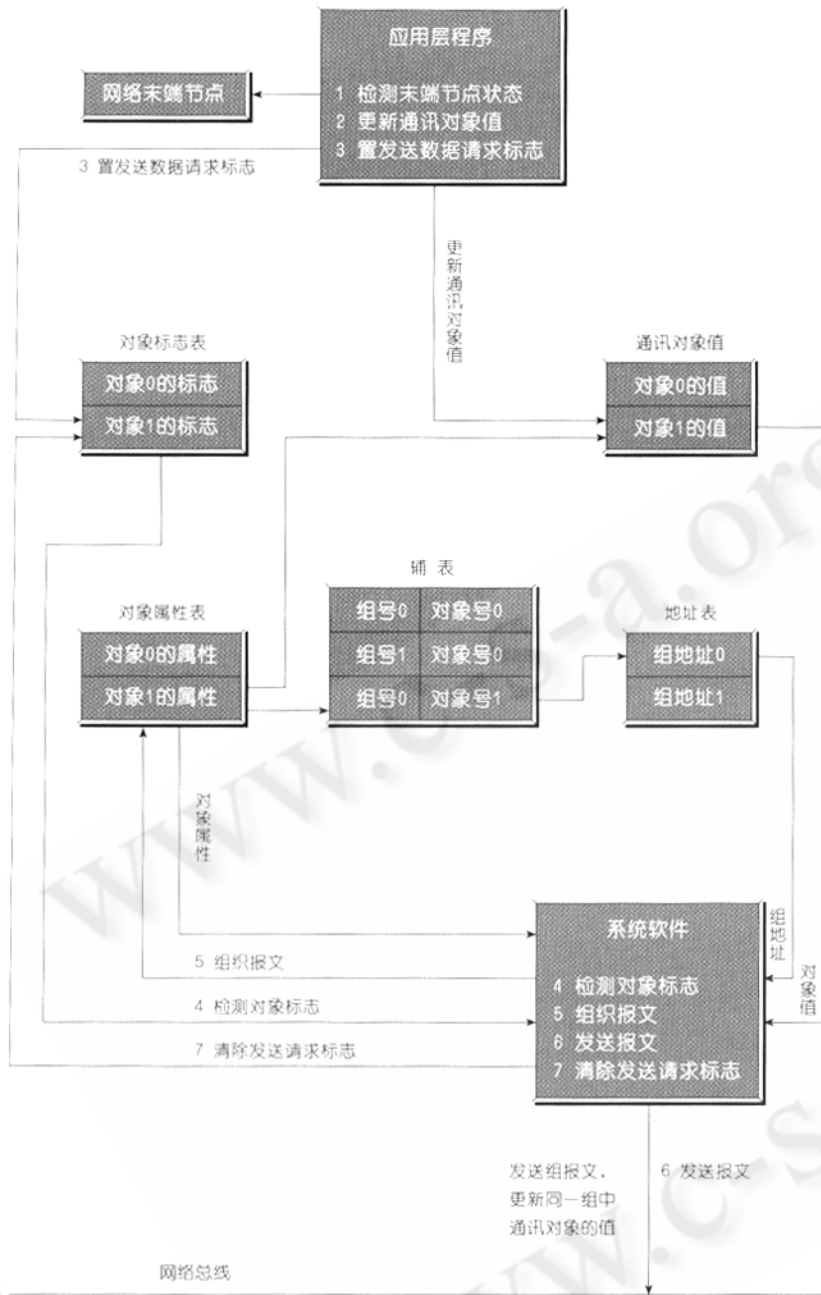 应用层程序
1 检测末端节点状态
2 更新通讯对象值
3 置发送数据请求标志
网络末端节点
3 置发送数据请求标志
更新通讯对象值
对象标志表
对象0的标志
对象1的标志
通讯对象值
对象0的值
对象1的值
辅 表
组号0 对象号0
组号1 对象号0
组号0 对象号1
对象属性表
对象0的属性
对象1的属性
地址表
组地址0
组地址1
对象属性
组地址
对象值
系统软件
4 检测对象标志
5 组织报文
6 发送报文
7 清除发送请求标志
5 组织报文
4 检测对象标志
7 清除发送请求标志
发送组报文,
更新同一组中
通讯对象的值
6 发送报文
网络总线
www.c-s-a.org
www.c-s